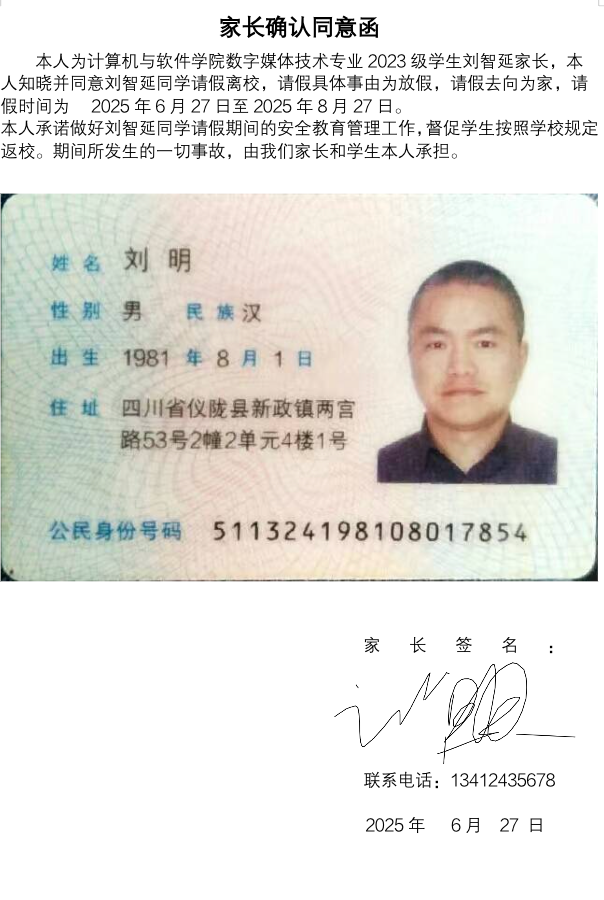 家长确认同意函
本人为计算机与软件学院数字媒体技术专业 2023 级学生刘智延家长，本
人知晓并同意刘智延同学请假离校，请假具体事由为放假，请假去向为家，请
假时间为 2025 年 6 月 27 日至 2025 年 8 月 27 日。
本人承诺做好刘智延同学请假期间的安全教育管理工作，督促学生按照学校规定
返校。期间所发生的一切事故，由我们家长和学生本人承担。
姓名 刘明
性别 男 民族 汉
出生 1981 年 8 月 1 日
住址 四川省仪陇县新政镇两宫
路53号2幢2单元4楼1号
公民身份号码 511324198108017854
家长签名：
联系电话：13412435678
2025 年 6 月 27 日